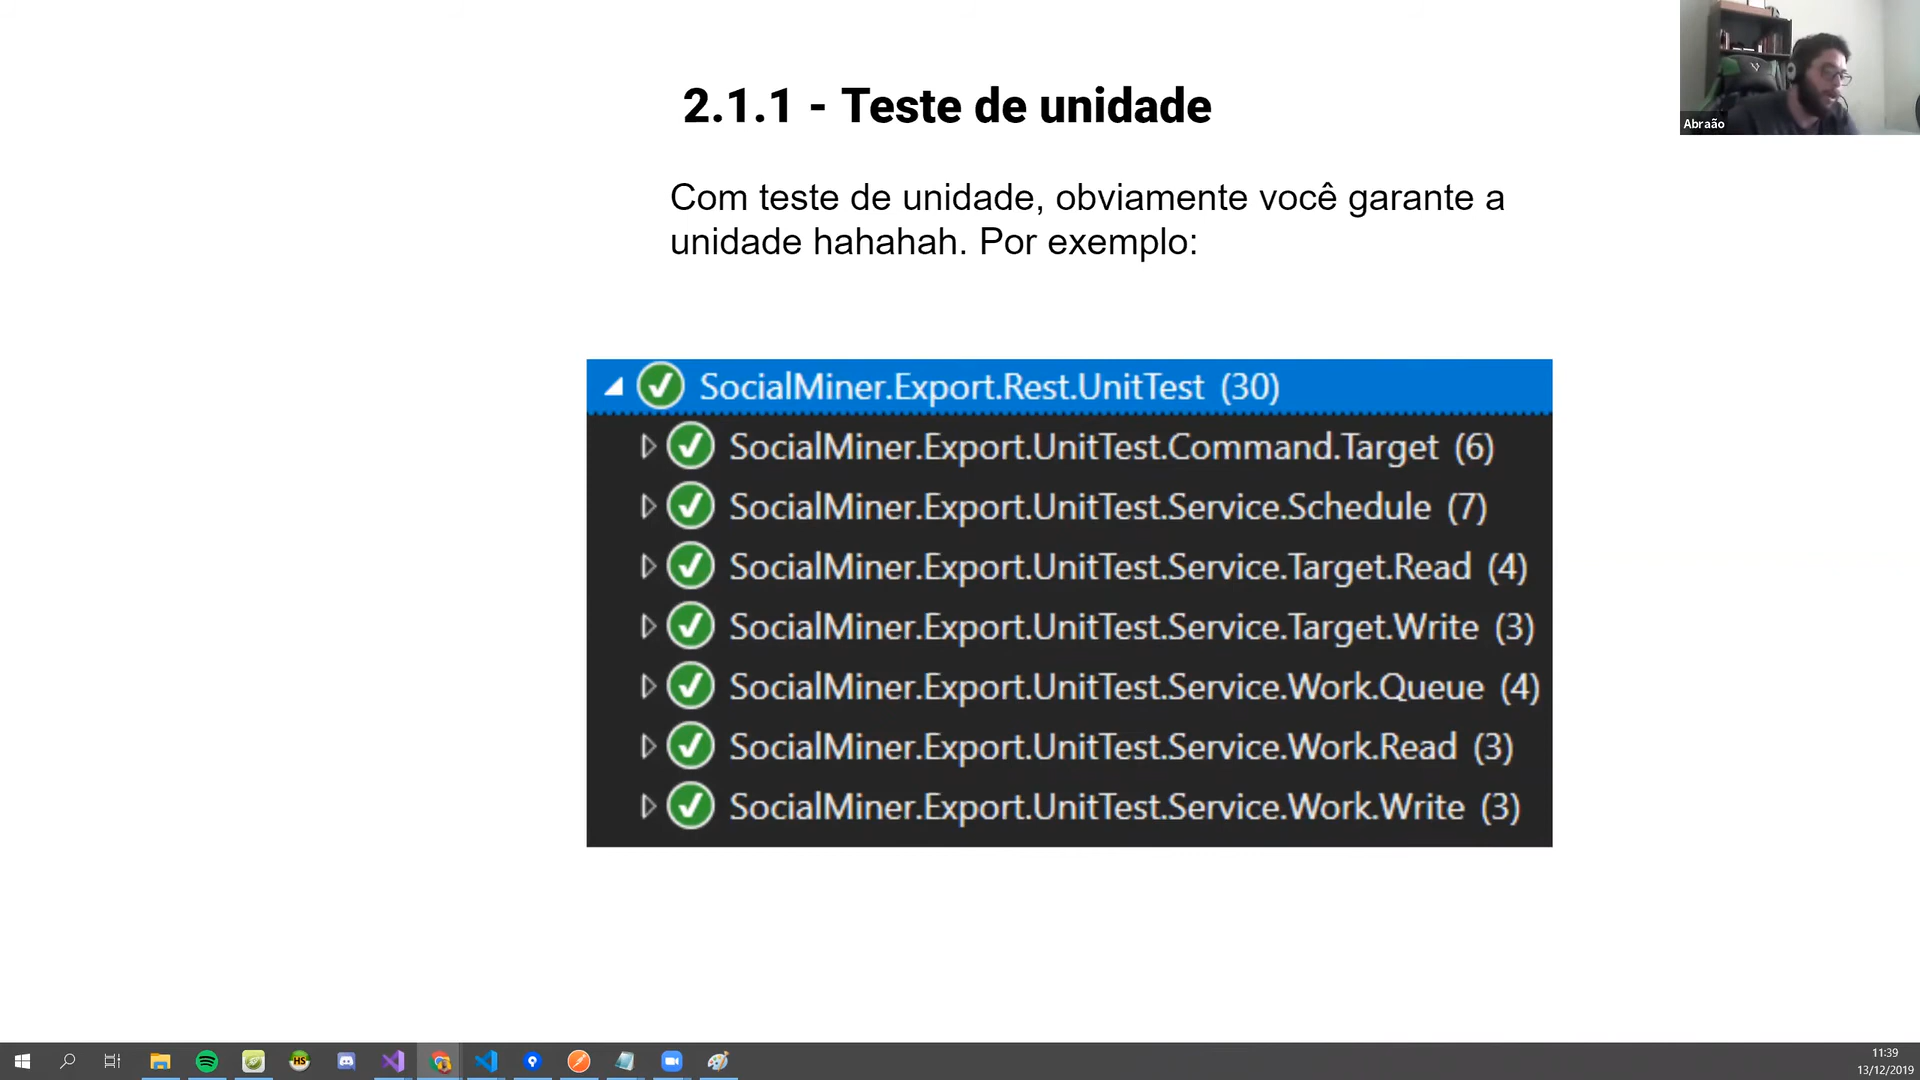 2.1.1 - Teste de unidade
Abraão
Com teste de unidade, obviamente você garante a
unidade hahahah. Por exemplo:
SocialMiner.Export.Rest.UnitTest (30)
SocialMiner.Export.UnitTest.Command.Target (6)
SocialMiner.Export.UnitTest.Service.Schedule (7)
SocialMiner.Export.UnitTest.Service.Target.Read (4)
SocialMiner.Export.UnitTest.Service.Target.Write (3)
SocialMiner.Export.UnitTest.Service.Work.Queue (4)
SocialMiner.Export.UnitTest.Service.Work.Read (3)
SocialMiner.Export.UnitTest.Service.Work.Write (3)
HS
11:39
13/12/2019